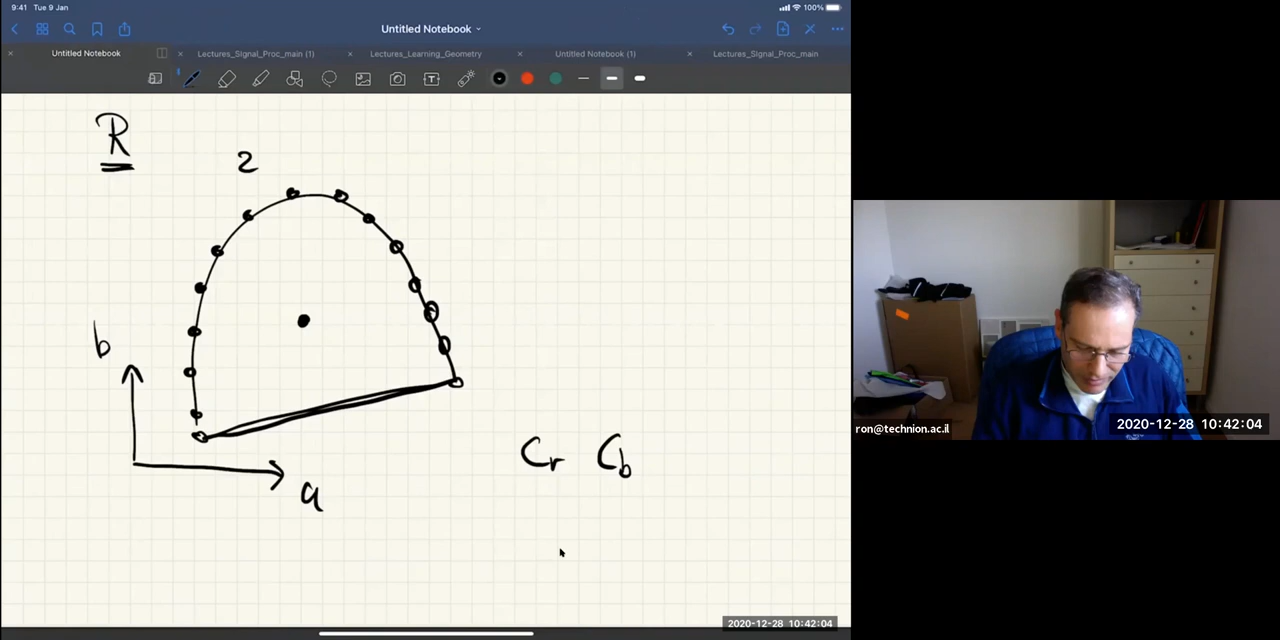 9:41 Tue 9 Jan
100%
Untitled Notebook
Untitled Notebook
Lectures_SIgnal_Proc_main (1)
Lectures_Learning_Geometry
Untitled Notebook (1)
Lectures_SIgnal_Proc_main
R
2
b
a
Cr Cb
2020-12-28 10:42:04
ron@technion.ac.il
2020-12-28 10:42:04